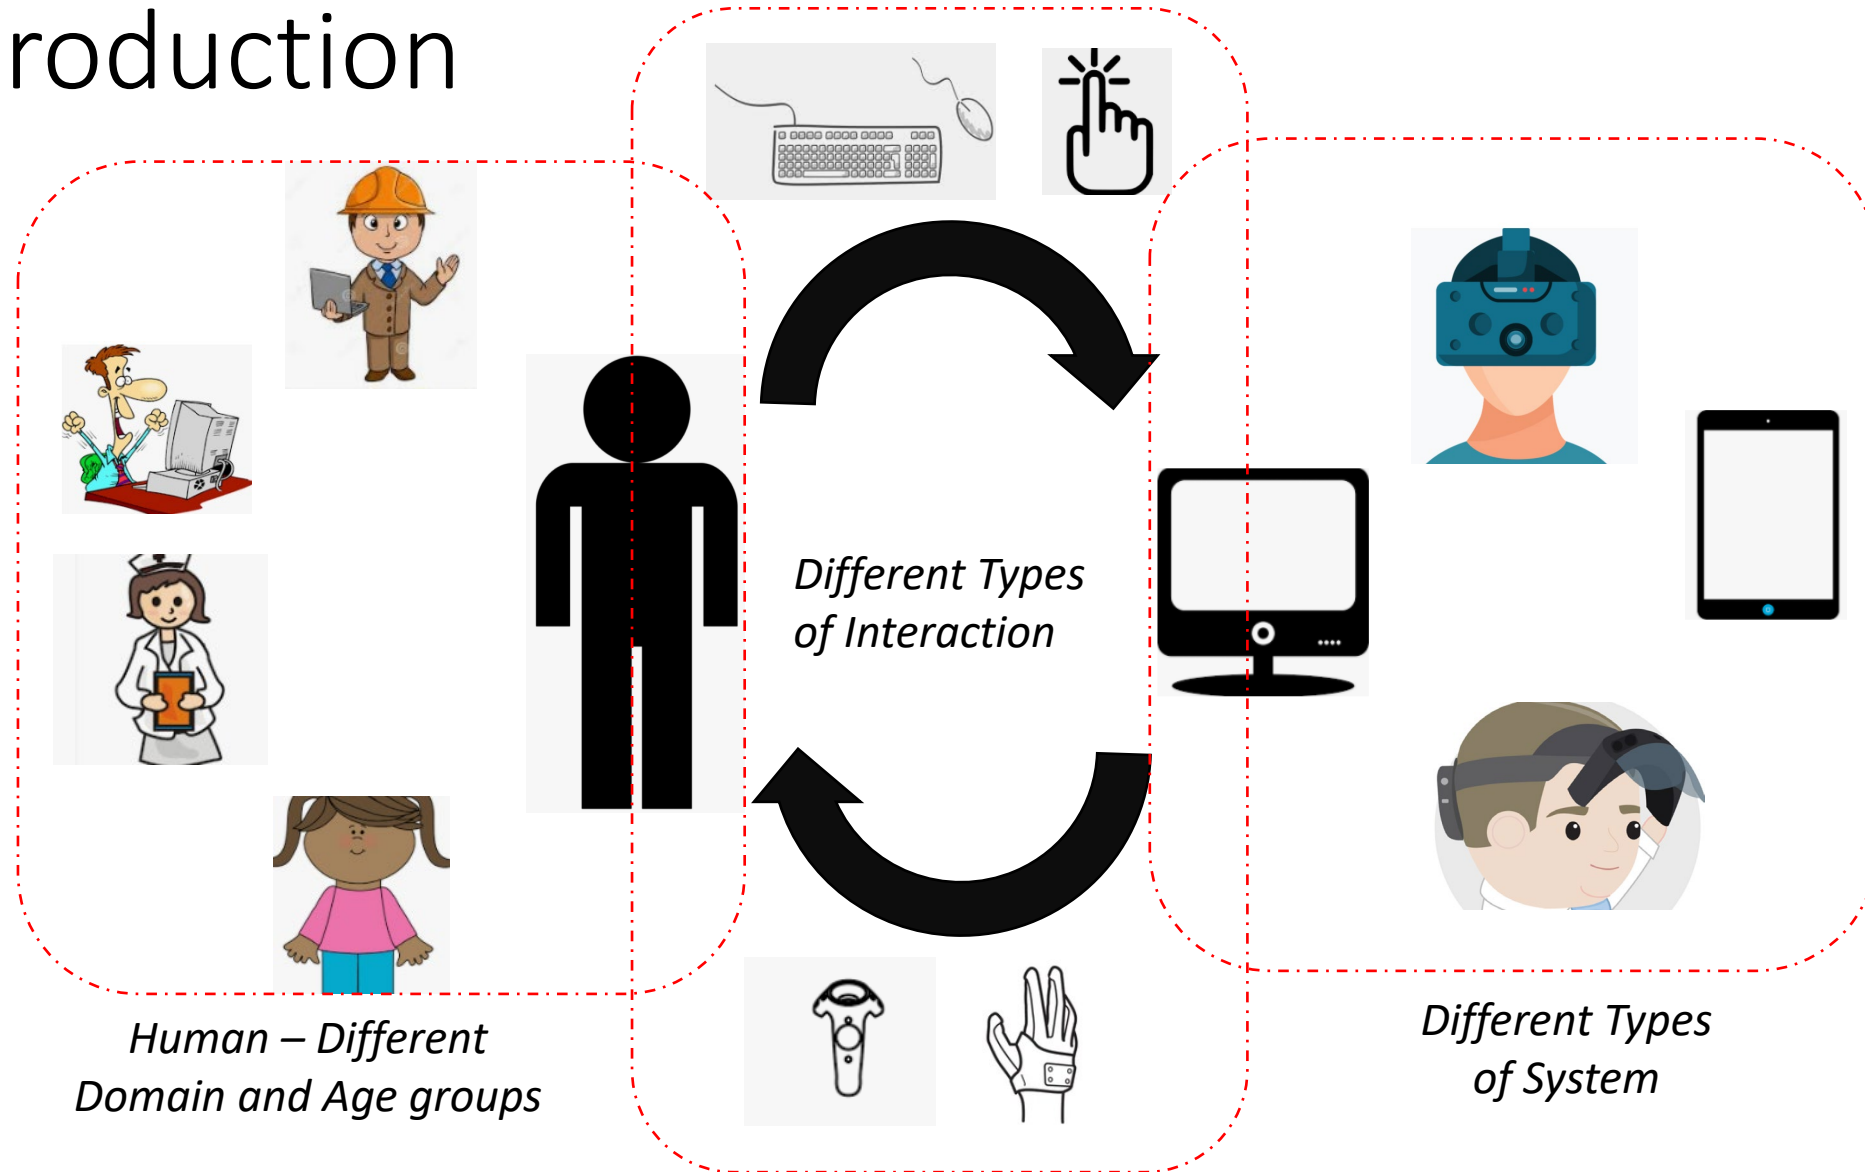 roduction
Different Types
of Interaction
Human – Different
Domain and Age groups
Different Types
of System